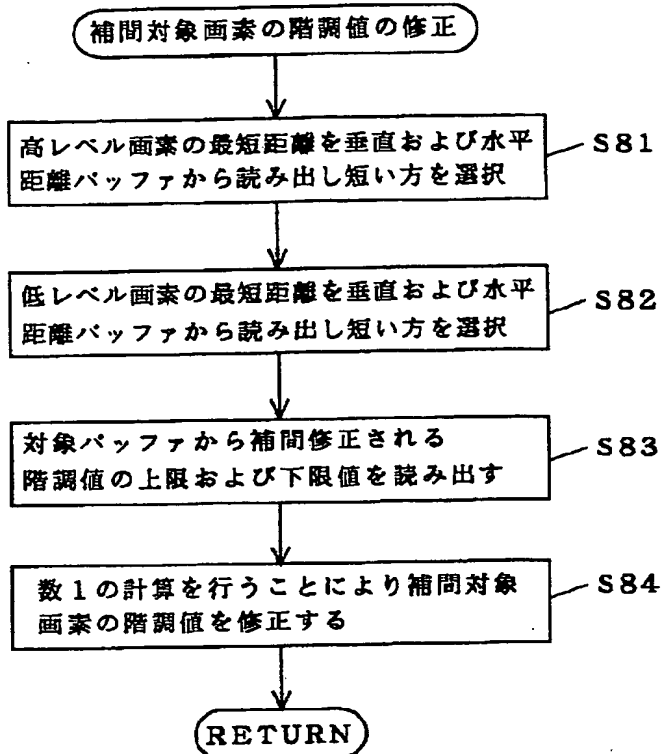 補間対象画素の階調値の修正
高レベル画素の最短距離を垂直および水平
距離バッファから読み出し短い方を選択
S81
低レベル画素の最短距離を垂直および水平
距離バッファから読み出し短い方を選択
S82
対象バッファから補間修正される
階調値の上限および下限値を読み出す
S83
数1の計算を行うことにより補間対象
画素の階調値を修正する
S84
RETURN